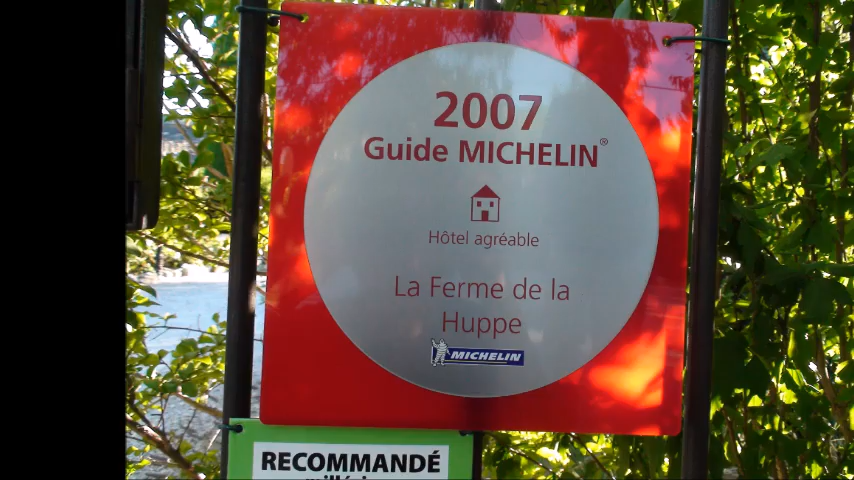 2007
Guide MICHELIN®
Hôtel agréable
La Ferme de la
Huppe
MICHELIN
RECOMMANDÉ